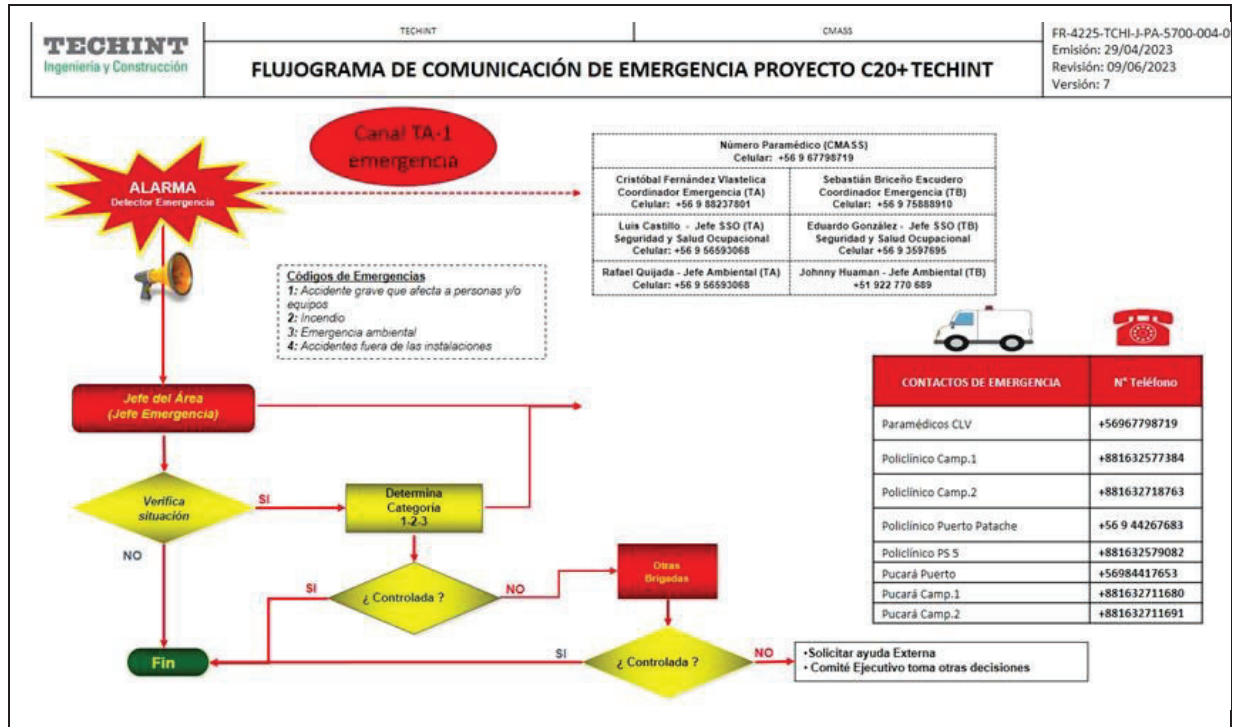 TECHINT
Ingeniería y Construcción
TECHINT
CMASS
FLUJOGRAMA DE COMUNICACIÓN DE EMERGENCIA PROYECTO C20+ TECHINT
FR-4225-TCHI-J-PA-5700-004-0
Emisión: 29/04/2023
Revisión: 09/06/2023
Versión: 7
Canal TA-1
emergencia
ALARMA
Detector Emergencia
Número Paramédico (CMASS)
Celular: +56 9 67798719
Cristóbal Fernández Vlastelica
Coordinador Emergencia (TA)
Celular: +56 9 88237801
Sebastián Briceño Escudero
Coordinador Emergencia (TB)
Celular: +56 9 75888910
Luis Castillo - Jefe SSO (TA)
Seguridad y Salud Ocupacional
Celular: +56 9 56593068
Eduardo González - Jefe SSO (TB)
Seguridad y Salud Ocupacional
Celular +56 9 3597695
Rafael Quijada - Jefe Ambiental (TA)
Celular: +56 9 56593068
Johnny Huaman - Jefe Ambiental (TB)
+51 922 770 689
Códigos de Emergencias
1: Accidente grave que afecta a personas y/o
equipos
2: Incendio
3: Emergencia ambiental
4: Accidentes fuera de las instalaciones
CONTACTOS DE EMERGENCIA
N° Teléfono
Paramédicos CLV
+56967798719
Policlínico Camp.1
+881632577384
Policlínico Camp.2
+881632718763
Policlínico Puerto Patache
+56 9 44267683
Policlínico PS 5
+881632579082
Pucará Puerto
+56984417653
Pucará Camp.1
+881632711680
Pucará Camp.2
+881632711691
Jefe del Área
(Jefe Emergencia)
Verifica
situación
SI
NO
Determina
Categoría
1-2-3
¿ Controlada ?
SI
NO
Otras
Brigadas
¿ Controlada ?
SI
NO
Fin
•Solicitar ayuda Externa
• Comité Ejecutivo toma otras decisiones